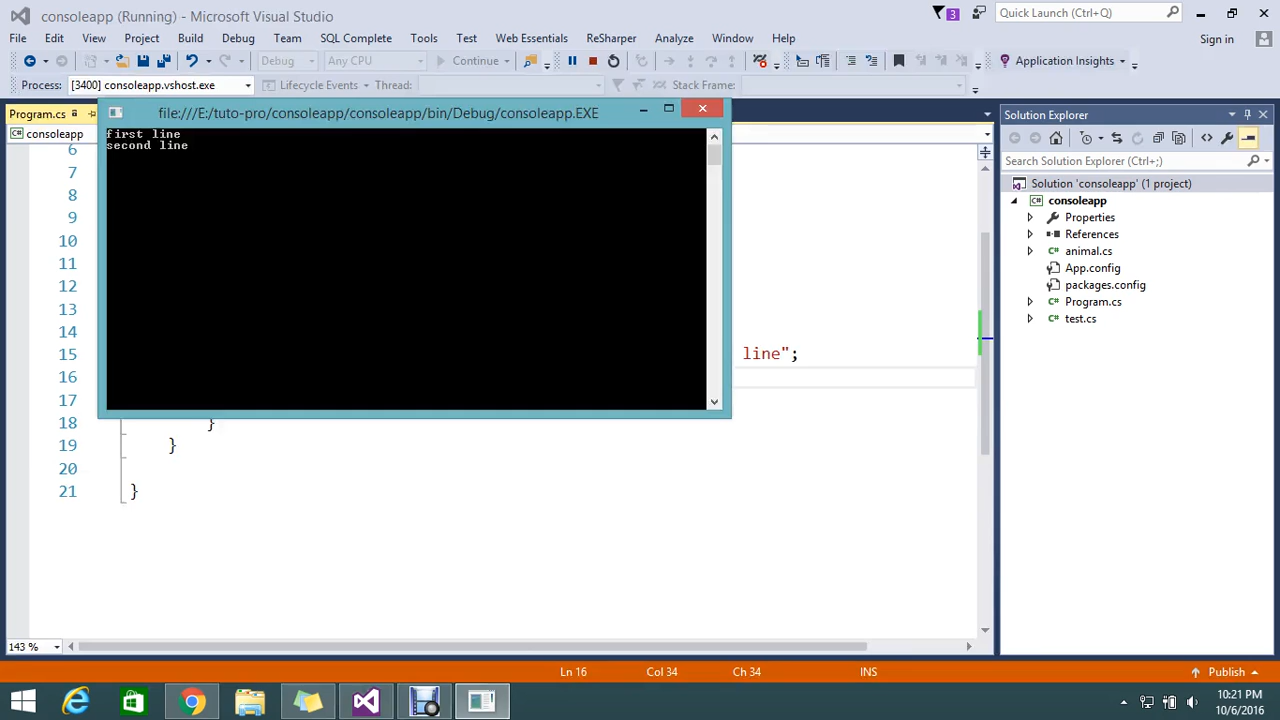 consoleapp (Running) - Microsoft Visual Studio
3
Quick Launch (Ctrl+Q)
File Edit View Project Build Debug Team SQL Complete Tools Test Web Essentials ReSharper Analyze Window Help
Sign in
Debug Any CPU Continue Application Insights
Process: [3400] consoleapp.vshost.exe Lifecycle Events Thread: Stack Frame:
Program.cs
file:///E:/tuto-pro/consoleapp/consoleapp/bin/Debug/consoleapp.EXE
consoleapp
first line
second line
6
7
8
9
10
11
12
13
14
15 line";
16
17
18 }
19 }
20
21 }
143 %
Solution Explorer
Search Solution Explorer (Ctrl+;)
Solution 'consoleapp' (1 project)
consoleapp
Properties
References
animal.cs
App.config
packages.config
Program.cs
test.cs
Ln 16 Col 34 Ch 34 INS Publish
10:21 PM
10/6/2016